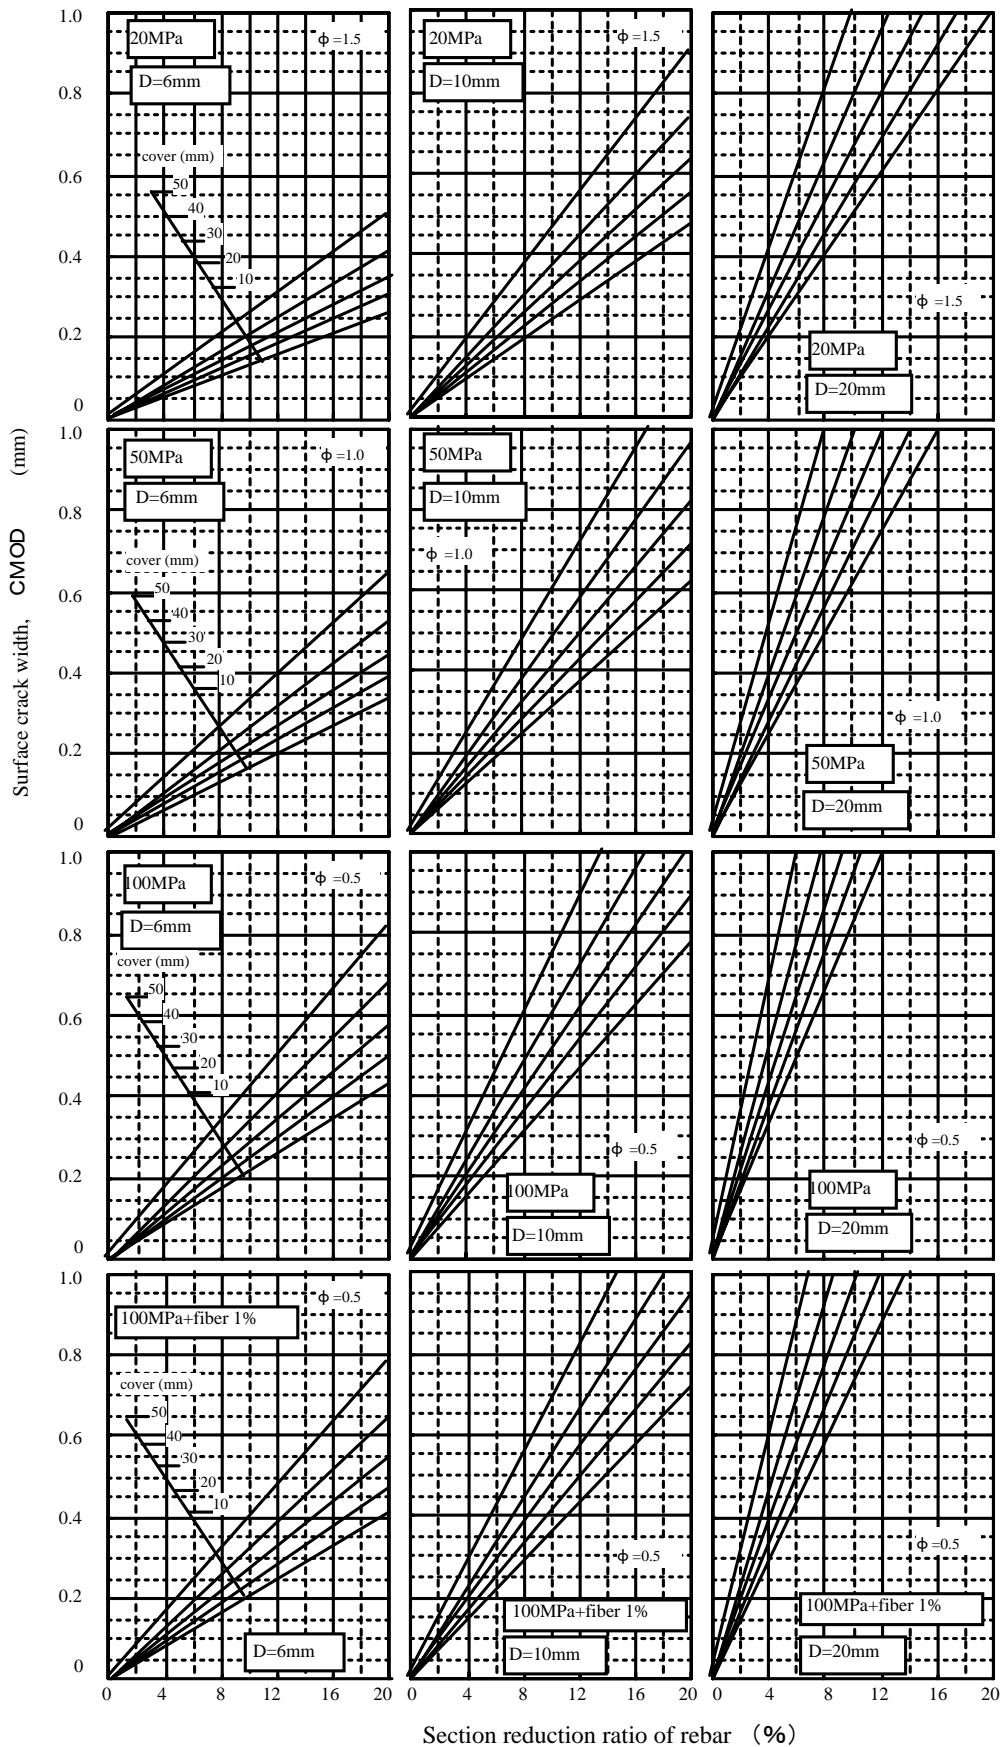 Surface crack width, CMOD (mm)
1.0
0.8
0.6
0.4
0.2
0
20MPa
ϕ =1.5
D=6mm
cover (mm)
50
40
30
20
10
20MPa
ϕ =1.5
D=10mm
ϕ =1.5
20MPa
D=20mm
1.0
0.8
0.6
0.4
0.2
0
50MPa
ϕ =1.0
D=6mm
cover (mm)
50
40
30
20
10
50MPa
D=10mm
ϕ =1.0
ϕ =1.0
50MPa
D=20mm
1.0
0.8
0.6
0.4
0.2
0
100MPa
ϕ =0.5
D=6mm
cover (mm)
50
40
30
20
10
ϕ =0.5
100MPa
D=10mm
ϕ =0.5
100MPa
D=20mm
1.0
0.8
0.6
0.4
0.2
0
ϕ =0.5
100MPa+fiber 1%
cover (mm)
50
40
30
20
10
D=6mm
ϕ =0.5
100MPa+fiber 1%
D=10mm
ϕ =0.5
100MPa+fiber 1%
D=20mm
0 4 8 12 16 20
0 4 8 12 16 20
0 4 8 12 16 20
Section reduction ratio of rebar (%)